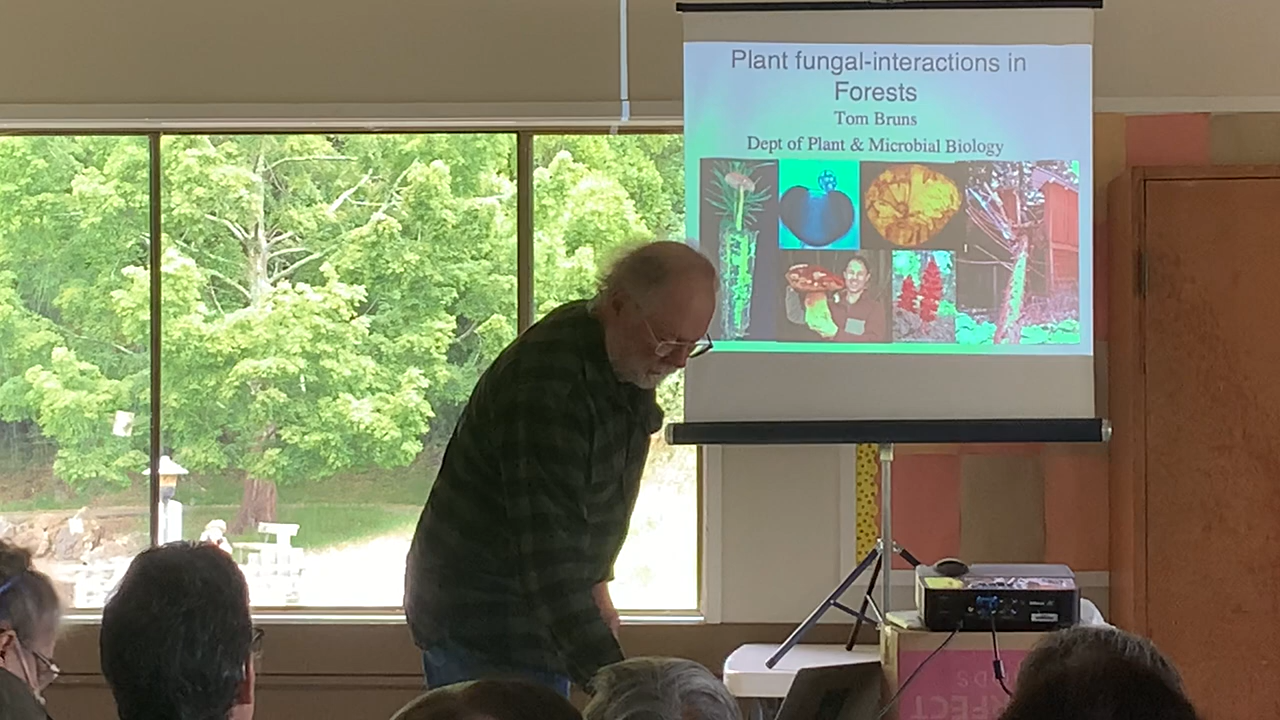 Plant fungal-interactions in
Forests
Tom Bruns
Dept of Plant & Microbial Biology